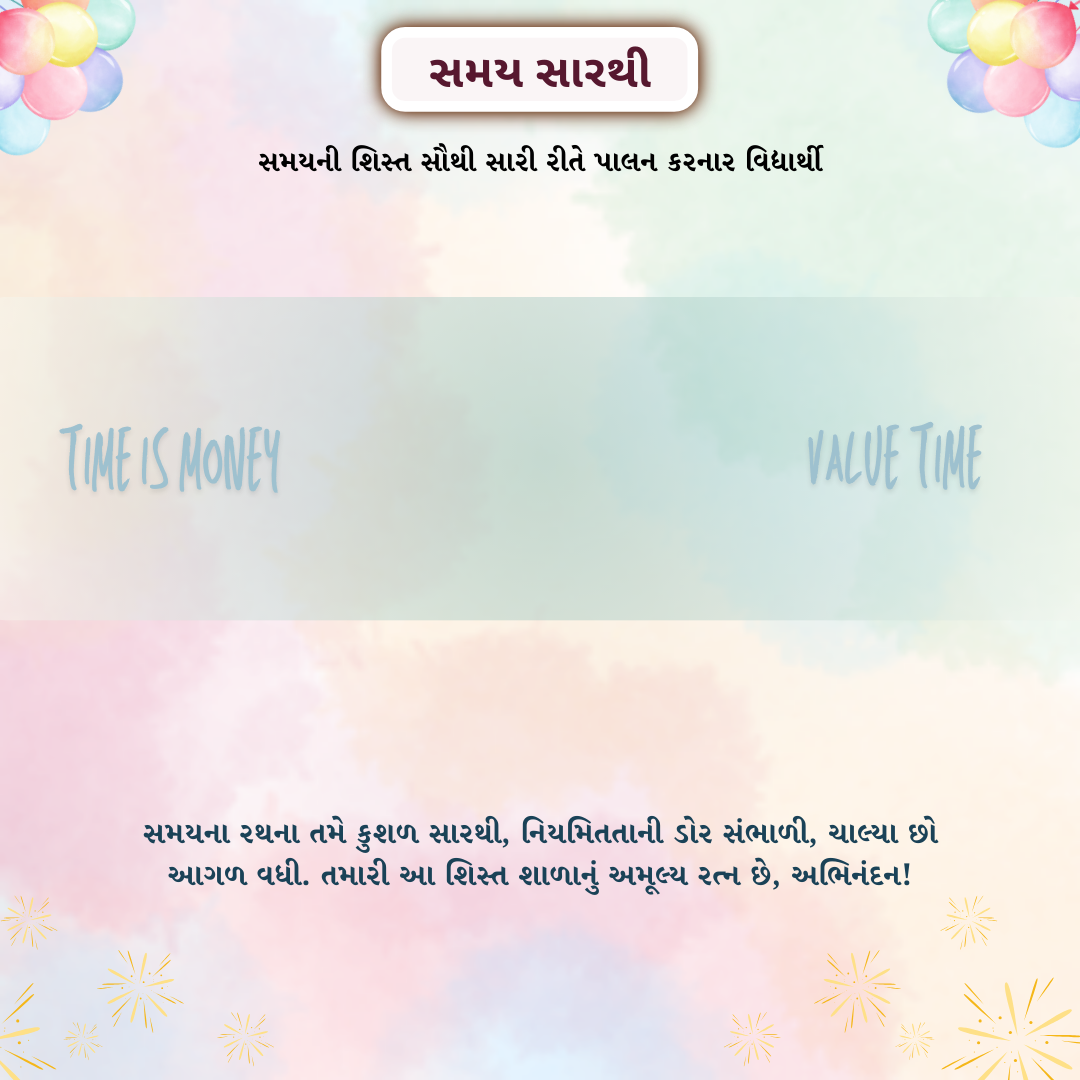 સમય સારથી
સમયની શિસ્ત સૌથી સારી રીતે પાલન કરનાર વિદ્યાર્થી
TIME IS MONEY
VALUE TIME
સમયના રથના તમે કુશળ સારથી, નિયમિતતાની ડોર સંભાળી, ચાલ્યા છો
આગળ વધી. તમારી આ શિસ્ત શાળાનું અમૂલ્ય રત્ન છે, અભિનંદન!